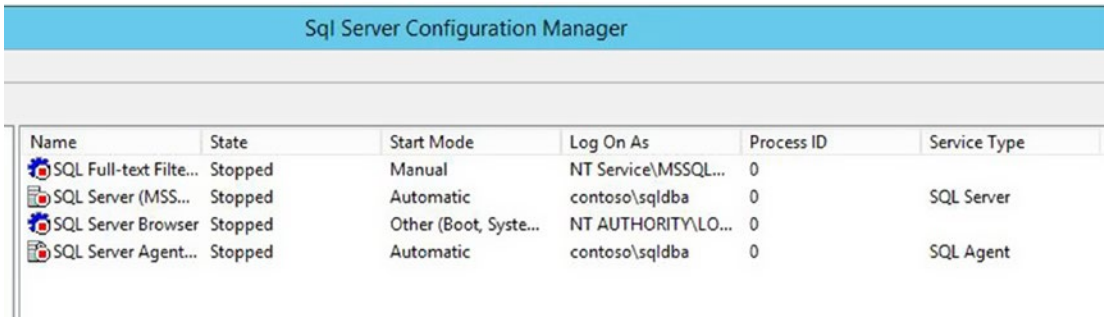 Sql Server Configuration Manager
Name State Start Mode Log On As Process ID Service Type
SQL Full-text Filte... Stopped Manual NT Service\MSSQL... 0
SQL Server (MSS... Stopped Automatic contoso\sqldba 0 SQL Server
SQL Server Browser Stopped Other (Boot, Syste... NT AUTHORITY\LO... 0
SQL Server Agent... Stopped Automatic contoso\sqldba 0 SQL Agent